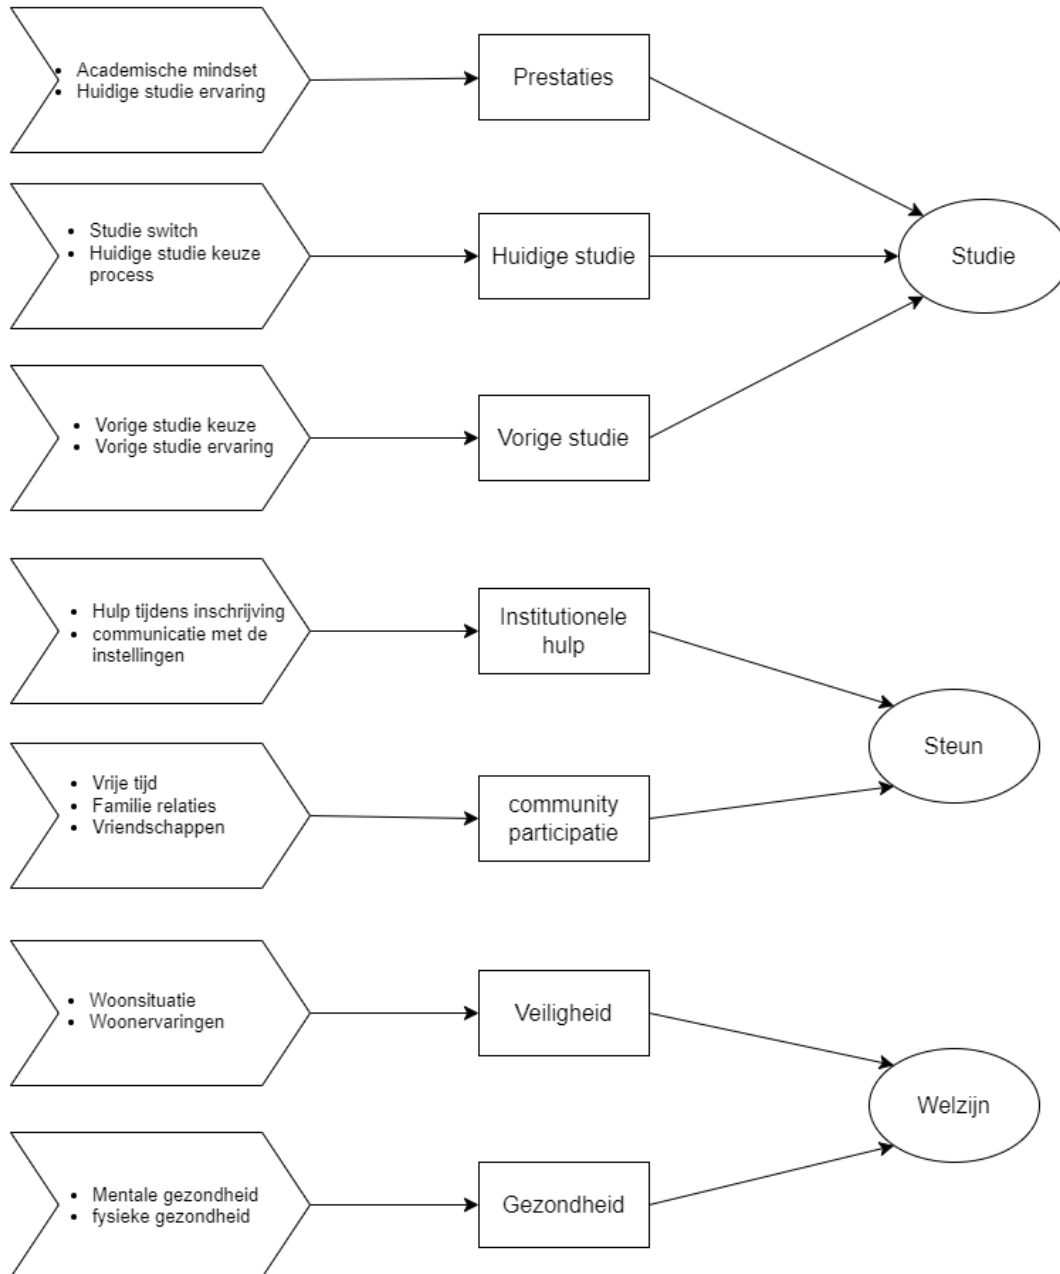 • Academische mindset
• Huidige studie ervaring
Prestaties
• Studie switch
• Huidige studie keuze
process
Huidige studie
Studie
• Vorige studie keuze
• Vorige studie ervaring
Vorige studie
• Hulp tijdens inschrijving
• communicatie met de
instellingen
Institutionele
hulp
Steun
• Vrije tijd
• Familie relaties
• Vriendschappen
community
participatie
• Woonsituatie
• Woonervaringen
Veiligheid
Welzijn
• Mentale gezondheid
• fysieke gezondheid
Gezondheid